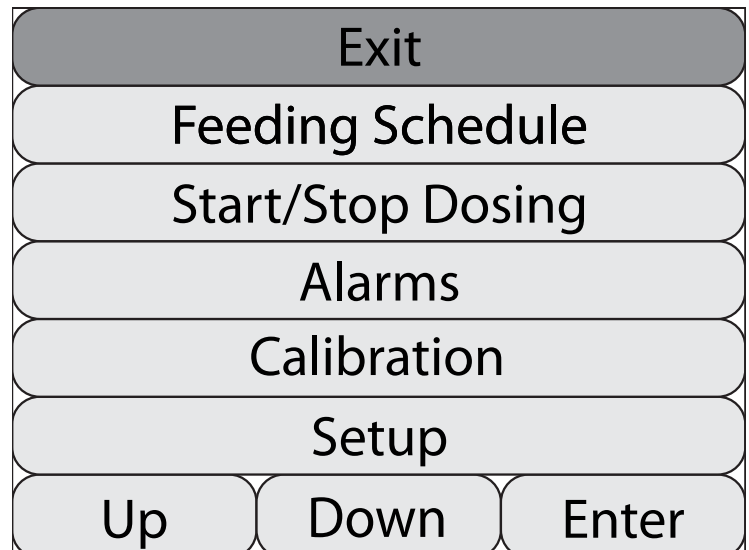 Exit
Feeding Schedule
Start/Stop Dosing
Alarms
Calibration
Setup
Up Down Enter